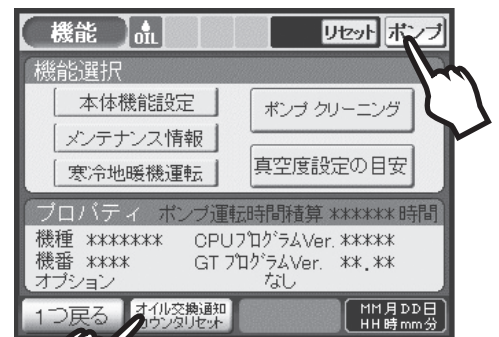 機能 OIL リセット ポンプ
機能選択
本体機能設定 ポンプ クリーニング
メンテナンス情報
寒冷地暖機運転 真空度設定の目安
プロパティ ポンプ運転時間積算 ******時間
機種 ******* CPUプログラムVer. *****
機番 **** GT プログラムVer. **.**
オプション なし
1つ戻る オイル交換通知 MM月DD日
カウンタリセット HH時mm分